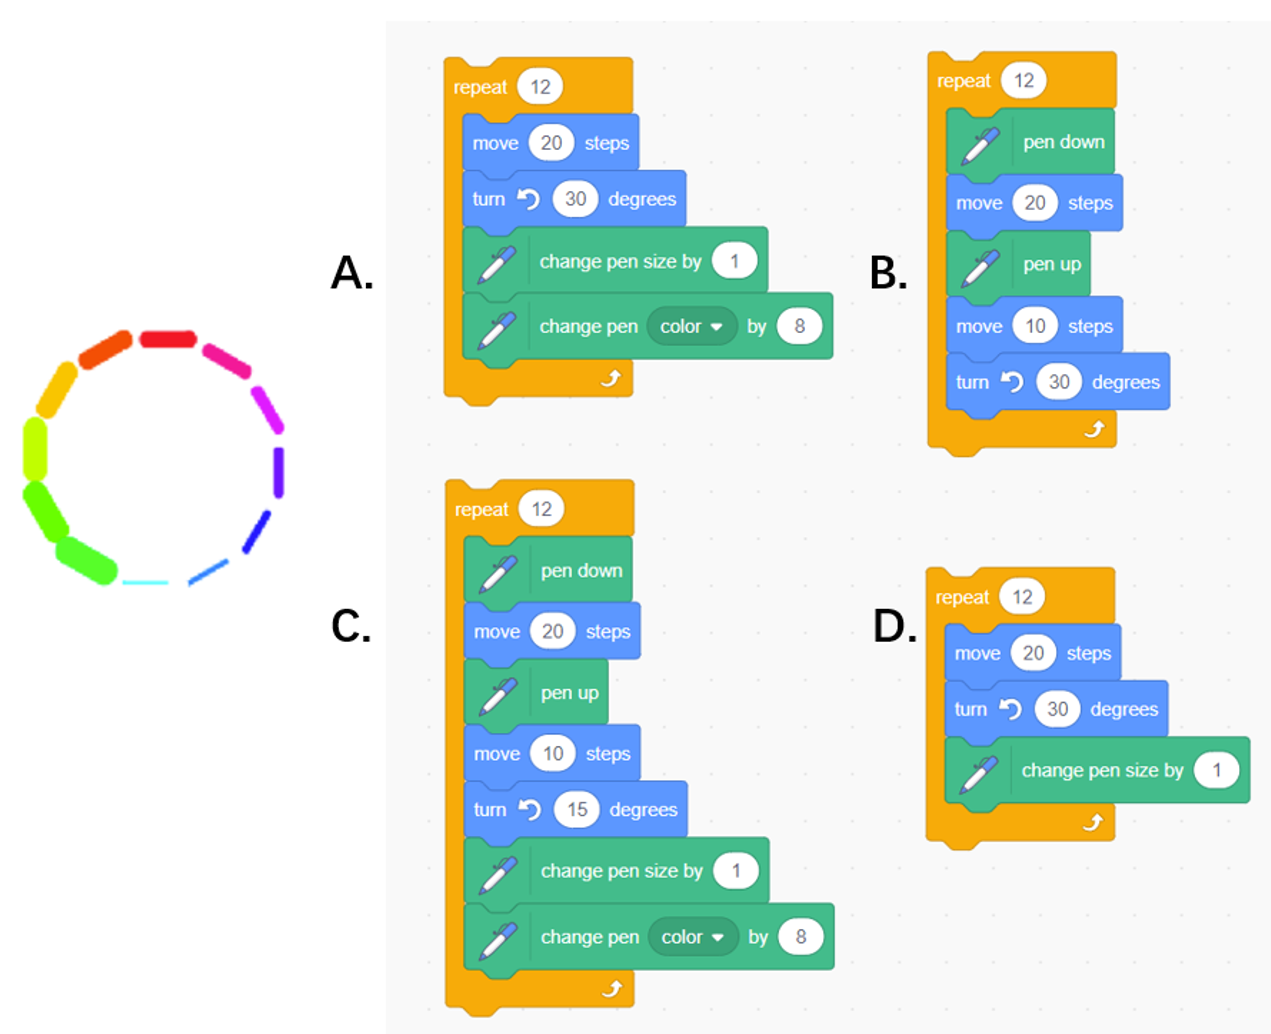 A.
repeat 12
move 20 steps
turn 30 degrees
change pen size by 1
change pen color by 8
B.
repeat 12
pen down
move 20 steps
pen up
move 10 steps
turn 30 degrees
C.
repeat 12
pen down
move 20 steps
pen up
move 10 steps
turn 15 degrees
change pen size by 1
change pen color by 8
D.
repeat 12
move 20 steps
turn 30 degrees
change pen size by 1